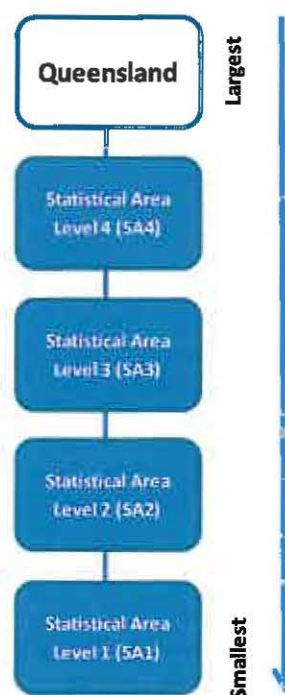 Queensland
Largest
Statistical Area
Level 4 (SA4)
Statistical Area
Level 3 (SA3)
Statistical Area
Level 2 (SA2)
Statistical Area
Level 1 (SA1)
Smallest